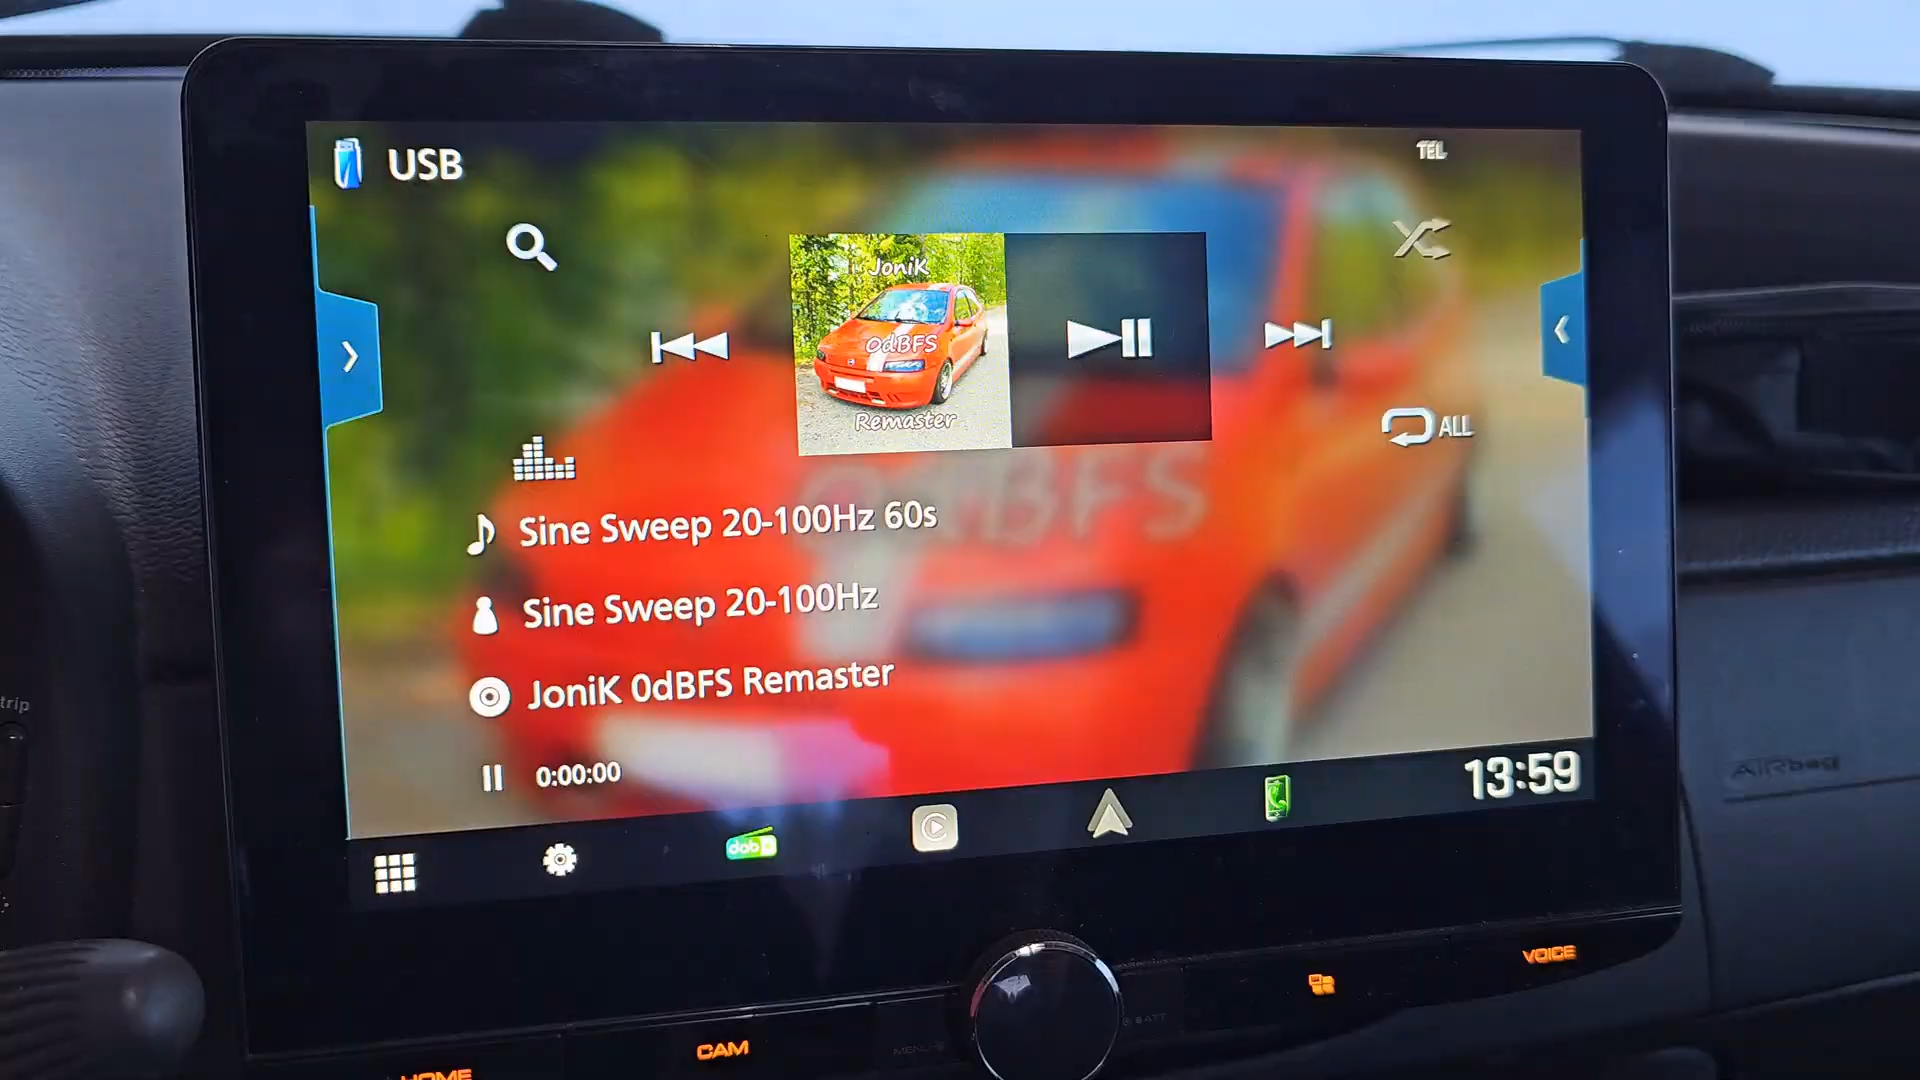 USB
TEL
JoniK
0dBFS
Remaster
ALL
0dBFS
Sine Sweep 20-100Hz 60s
Sine Sweep 20-100Hz
JoniK 0dBFS Remaster
0:00:00
13:59
dab+
trip
AIRbag
VOICE
ATT
MENU
CAM
HOME